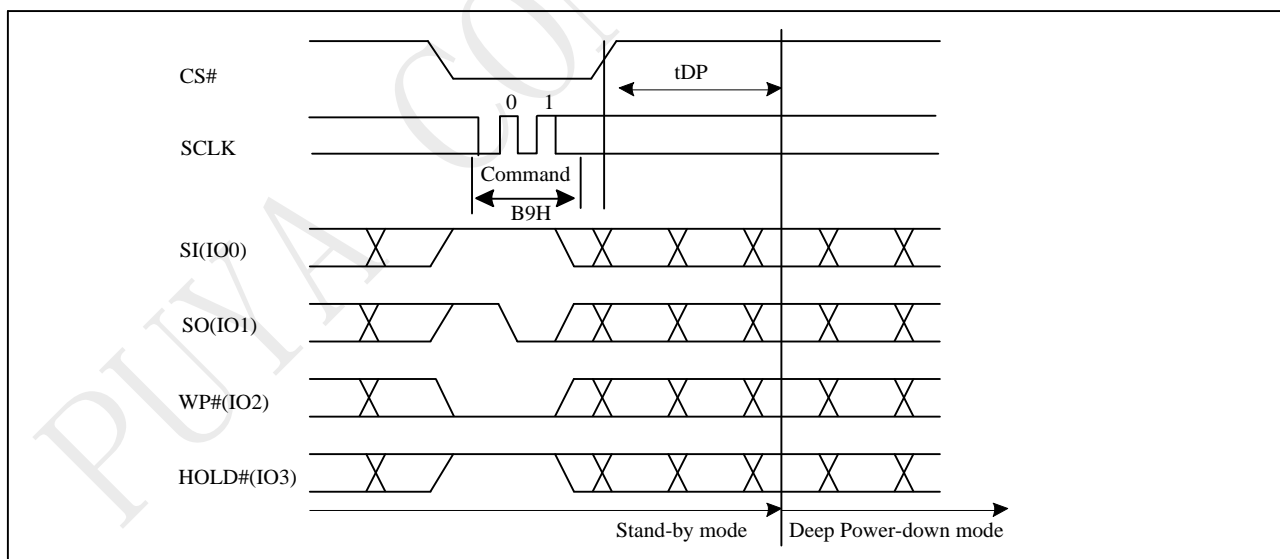 PUYA CON
CS#
tDP
0 1
SCLK
Command
B9H
SI(IO0)
SO(IO1)
WP#(IO2)
HOLD#(IO3)
Stand-by mode Deep Power-down mode